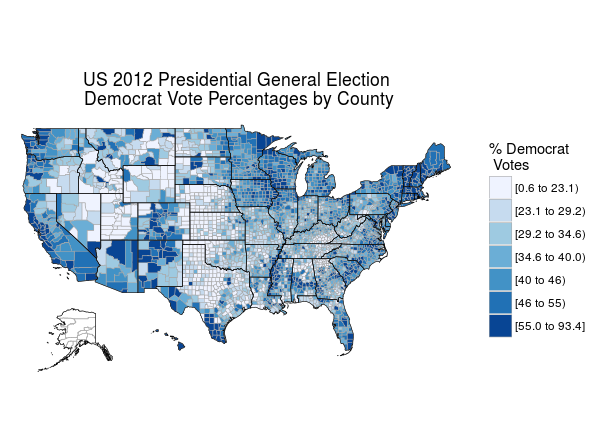 US 2012 Presidential General Election
Democrat Vote Percentages by County
% Democrat
Votes
[0.6 to 23.1)
[23.1 to 29.2)
[29.2 to 34.6)
[34.6 to 40.0)
[40 to 46)
[46 to 55)
[55.0 to 93.4]